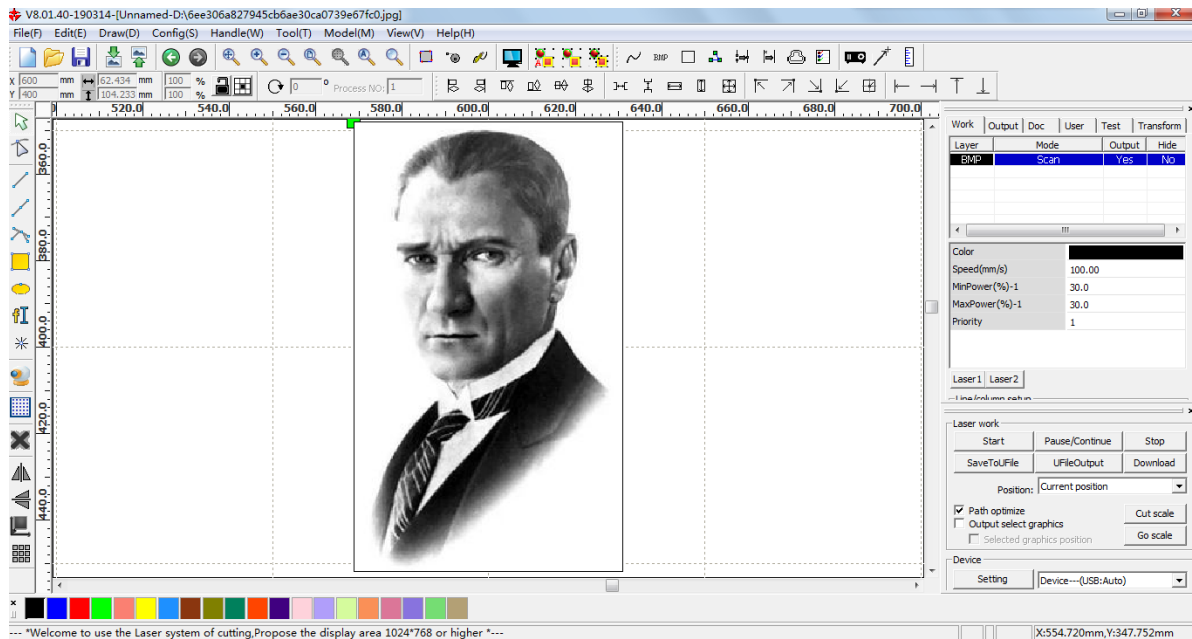 V8.01.40-190314-[Unnamed-D:\6ee306a827945cb6ae30ca0739e67fc0.jpg]
File(F) Edit(E) Draw(D) Config(S) Handle(W) Tool(T) Model(M) View(V) Help(H)
BMP
X 600 mm 62.434 mm 100 %
Y 400 mm 104.233 mm 100 %
0 ° Process NO: 1
520.0 540.0 560.0 580.0 600.0 620.0 640.0 660.0 680.0 700.0
360.0
380.0
400.0
420.0
440.0
Work Output Doc User Test Transform
Layer Mode Output Hide
BMP Scan Yes No
Color
Speed(mm/s) 100.00
MinPower(%)-1 30.0
MaxPower(%)-1 30.0
Priority 1
Laser1 Laser2
Line/column setup
Laser work
Start Pause/Continue Stop
SaveToUFile UFileOutput Download
Position: Current position
Path optimize
Output select graphics
Selected graphics position
Cut scale
Go scale
Device
Setting Device---(USB:Auto)
--- *Welcome to use the Laser system of cutting,Propose the display area 1024*768 or higher *---
X:554.720mm,Y:347.752mm